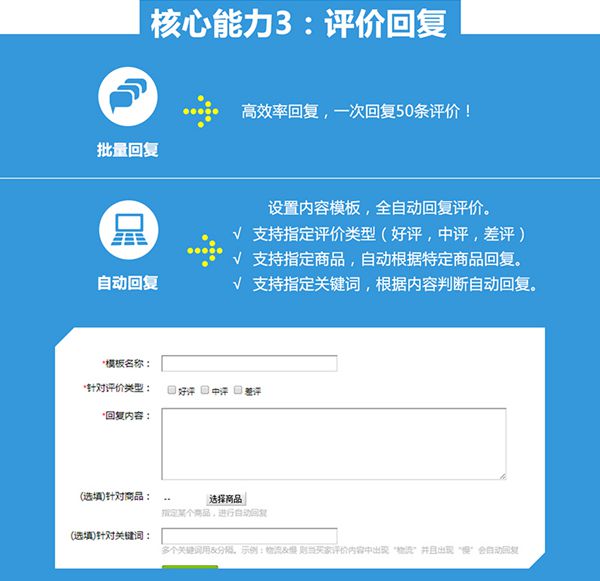 核心能力3：评价回复
高效率回复，一次回复50条评价！
批量回复
设置内容模板，全自动回复评价。
√ 支持指定评价类型（好评，中评，差评）
√ 支持指定商品，自动根据特定商品回复。
√ 支持指定关键词，根据内容判断自动回复。
自动回复
*模板名称：
*针对评价类型： 好评 中评 差评
*回复内容：
(选填)针对商品： -- 选择商品
指定某个商品，进行自动回复
(选填)针对关键词：
多个关键词用&分隔。示例：物流&慢 则当买家评价内容中出现“物流”并且出现“慢”会自动回复